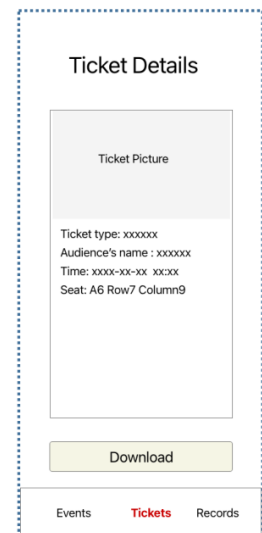 Ticket Details
Ticket Picture
Ticket type: xxxxxx
Audience's name : xxxxxx
Time: xxxx-xx-xx xx:xx
Seat: A6 Row7 Column9
Download
Events Tickets Records